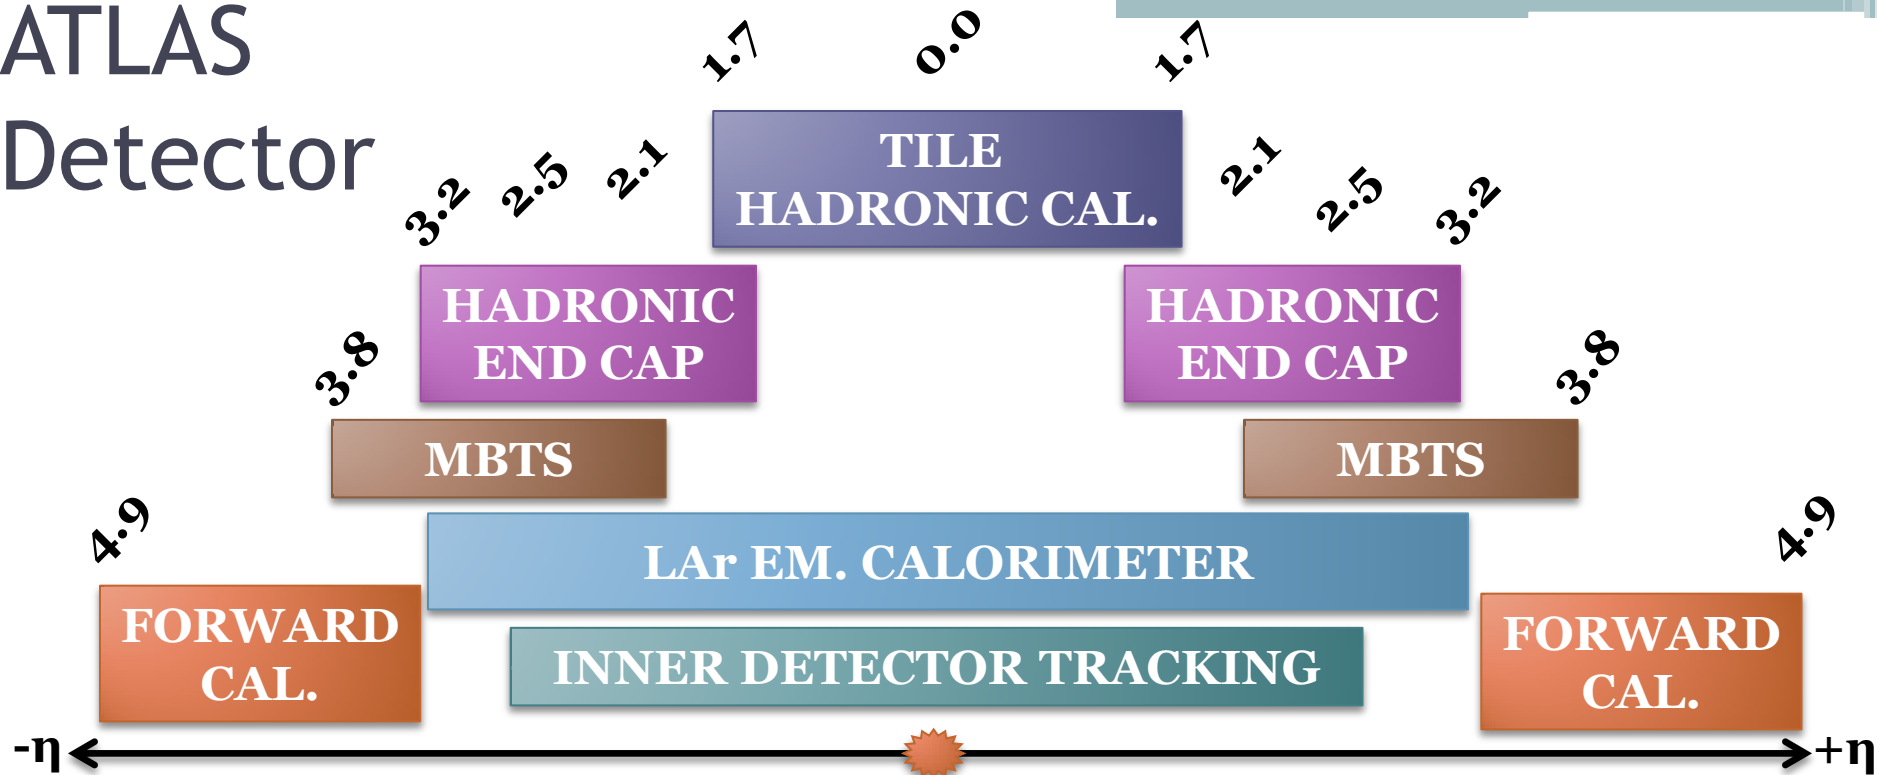 ATLAS
Detector
1.7
0.0
1.7
3.2
2.5
2.1
2.1
2.5
3.2
TILE
HADRONIC CAL.
HADRONIC
END CAP
HADRONIC
END CAP
3.8
3.8
MBTS
MBTS
4.9
4.9
LAr EM. CALORIMETER
FORWARD
CAL.
INNER DETECTOR TRACKING
FORWARD
CAL.
-η
+η